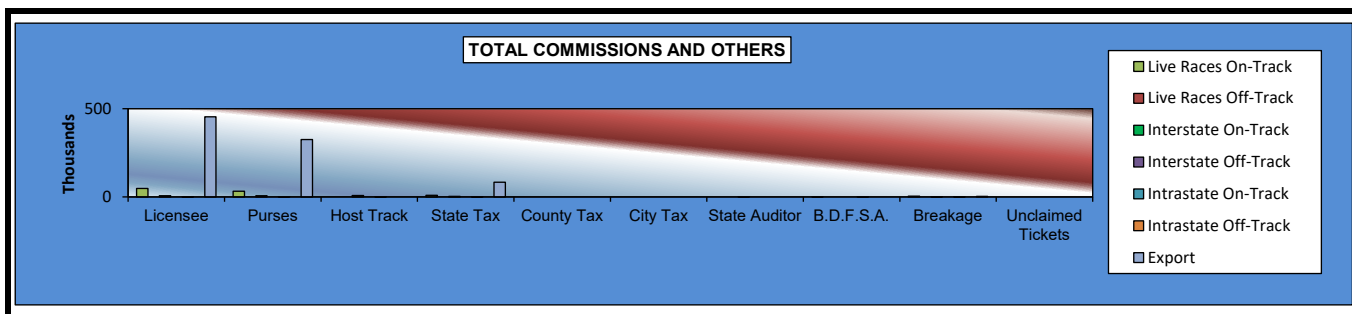 TOTAL COMMISSIONS AND OTHERS
Thousands
500
0
Licensee Purses Host Track State Tax County Tax City Tax State Auditor B.D.F.S.A. Breakage Unclaimed
Tickets
Live Races On-Track
Live Races Off-Track
Interstate On-Track
Interstate Off-Track
Intrastate On-Track
Intrastate Off-Track
Export